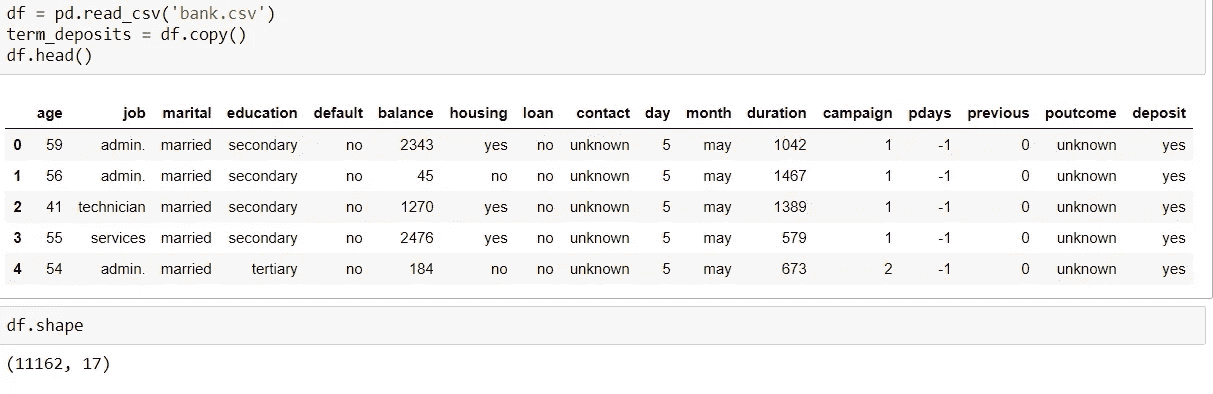 df = pd.read_csv('bank.csv')
term_deposits = df.copy()
df.head()
age job marital education default balance housing loan contact day month duration campaign pdays previous poutcome deposit
0 59 admin. married secondary no 2343 yes no unknown 5 may 1042 1 -1 0 unknown yes
1 56 admin. married secondary no 45 no no unknown 5 may 1467 1 -1 0 unknown yes
2 41 technician married secondary no 1270 yes no unknown 5 may 1389 1 -1 0 unknown yes
3 55 services married secondary no 2476 yes no unknown 5 may 579 1 -1 0 unknown yes
4 54 admin. married tertiary no 184 no no unknown 5 may 673 2 -1 0 unknown yes
df.shape
(11162, 17)